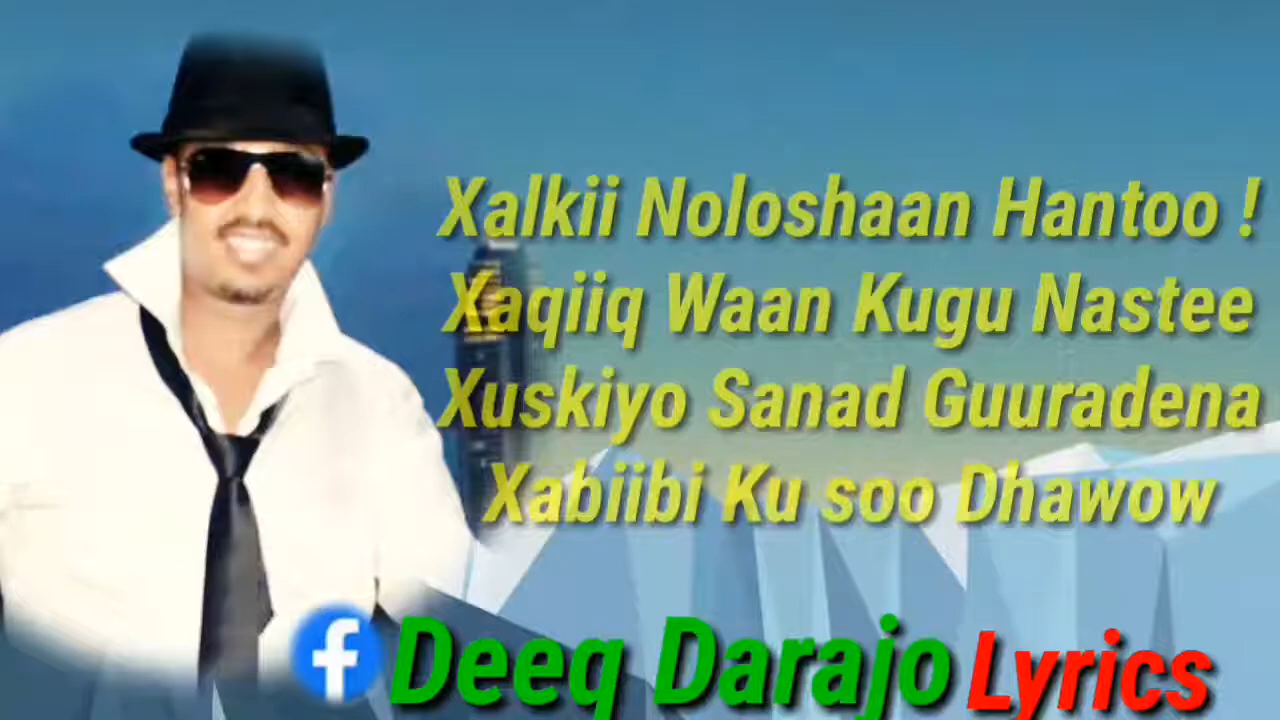 Xalkii Noloshaan Hantoo !
Xaqiiq Waan Kugu Nastee
Xuskiyo Sanad Guuradena
Xabiibi Ku soo Dhawow
Deeq Darajo Lyrics